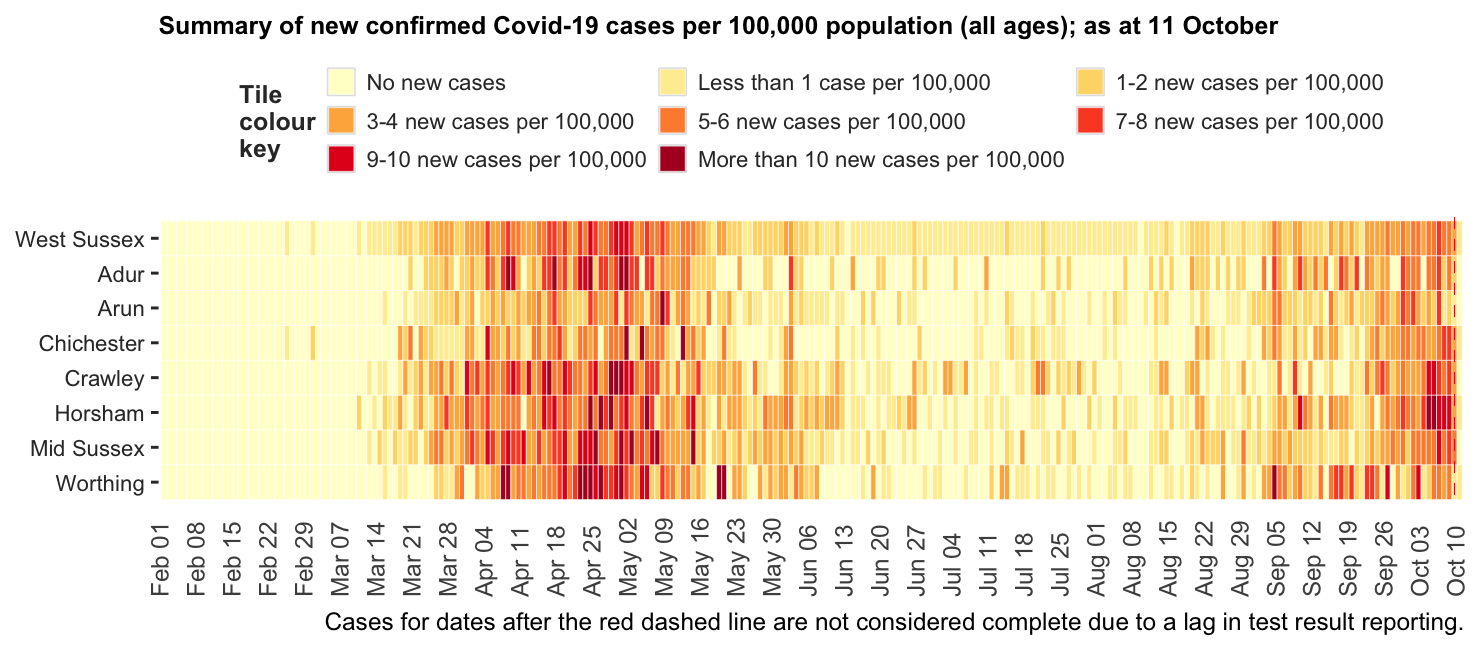 Summary of new confirmed Covid-19 cases per 100,000 population (all ages); as at 11 October
Tile
colour
key
No new cases
Less than 1 case per 100,000
1-2 new cases per 100,000
3-4 new cases per 100,000
5-6 new cases per 100,000
7-8 new cases per 100,000
9-10 new cases per 100,000
More than 10 new cases per 100,000
West Sussex
Adur
Arun
Chichester
Crawley
Horsham
Mid Sussex
Worthing
Feb 01
Feb 08
Feb 15
Feb 22
Feb 29
Mar 07
Mar 14
Mar 21
Mar 28
Apr 04
Apr 11
Apr 18
Apr 25
May 02
May 09
May 16
May 23
May 30
Jun 06
Jun 13
Jun 20
Jun 27
Jul 04
Jul 11
Jul 18
Jul 25
Aug 01
Aug 08
Aug 15
Aug 22
Aug 29
Sep 05
Sep 12
Sep 19
Sep 26
Oct 03
Oct 10
Cases for dates after the red dashed line are not considered complete due to a lag in test result reporting.